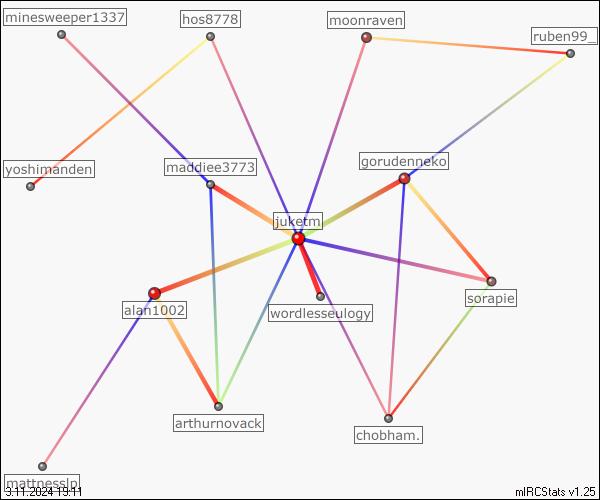 minesweeper1337
hos8778
moonraven
ruben99_
yoshimanden
maddiee3773
gorudenneko
juketm
alan1002
wordlesseulogy
sorapie
arthurnovack
chobham.
mattnesslp
3.11.2024 19:11
mIRCStats v1.25